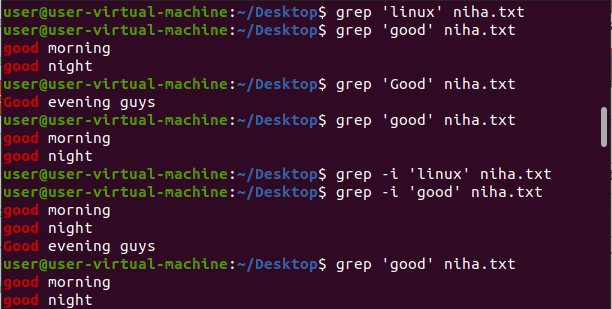 user@user-virtual-machine:~/Desktop$ grep 'linux' niha.txt
user@user-virtual-machine:~/Desktop$ grep 'good' niha.txt
good morning
good night
user@user-virtual-machine:~/Desktop$ grep 'Good' niha.txt
Good evening guys
user@user-virtual-machine:~/Desktop$ grep 'good' niha.txt
good morning
good night
user@user-virtual-machine:~/Desktop$ grep -i 'linux' niha.txt
user@user-virtual-machine:~/Desktop$ grep -i 'good' niha.txt
good morning
good night
Good evening guys
user@user-virtual-machine:~/Desktop$ grep 'good' niha.txt
good morning
good night